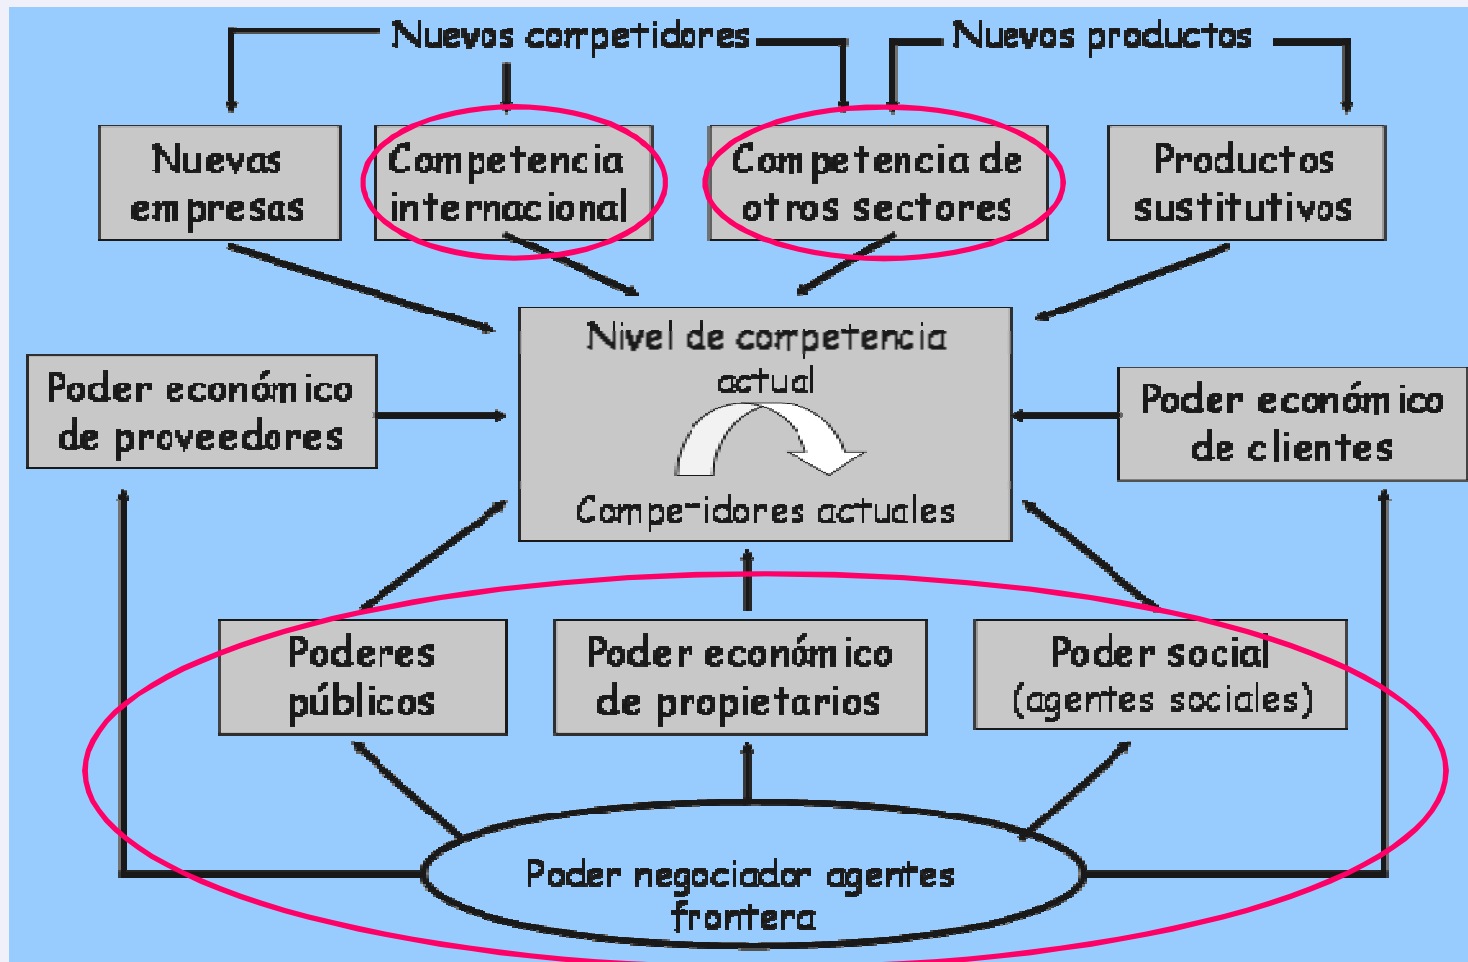 Nuevos competidores
Nuevos productos
Nuevas
empresas
Competencia
internacional
Competencia de
otros sectores
Productos
sustitutivos
Nivel de competencia
actual
Competidores actuales
Poder económico
de proveedores
Poder económico
de clientes
Poderes
públicos
Poder económico
de propietarios
Poder social
(agentes sociales)
Poder negociador agentes
frontera